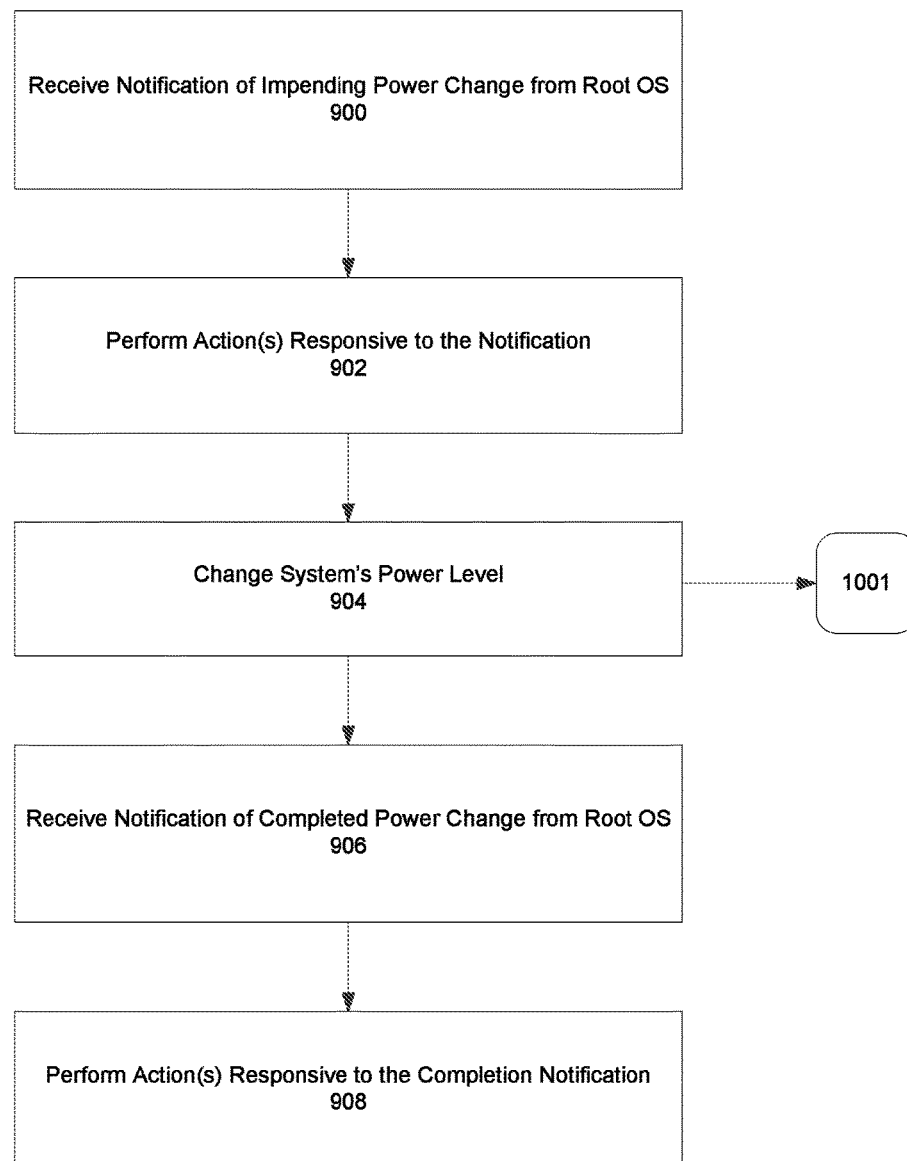 Receive Notification of Impending Power Change from Root OS
900
Perform Action(s) Responsive to the Notification
902
Change System's Power Level
904
1001
Receive Notification of Completed Power Change from Root OS
906
Perform Action(s) Responsive to the Completion Notification
908